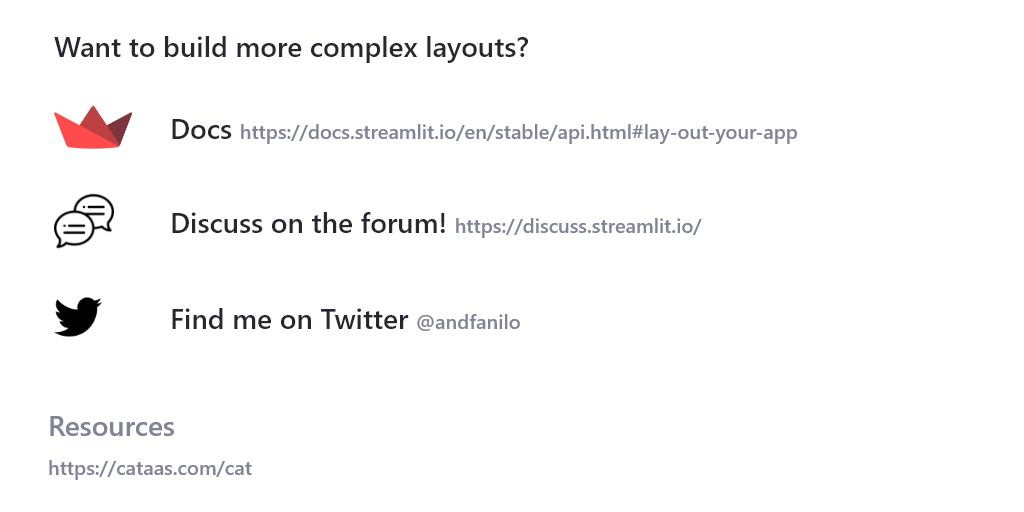 Want to build more complex layouts?
Docs https://docs.streamlit.io/en/stable/api.html#lay-out-your-app
Discuss on the forum! https://discuss.streamlit.io/
Find me on Twitter @andfanilo
Resources
https://cataas.com/cat